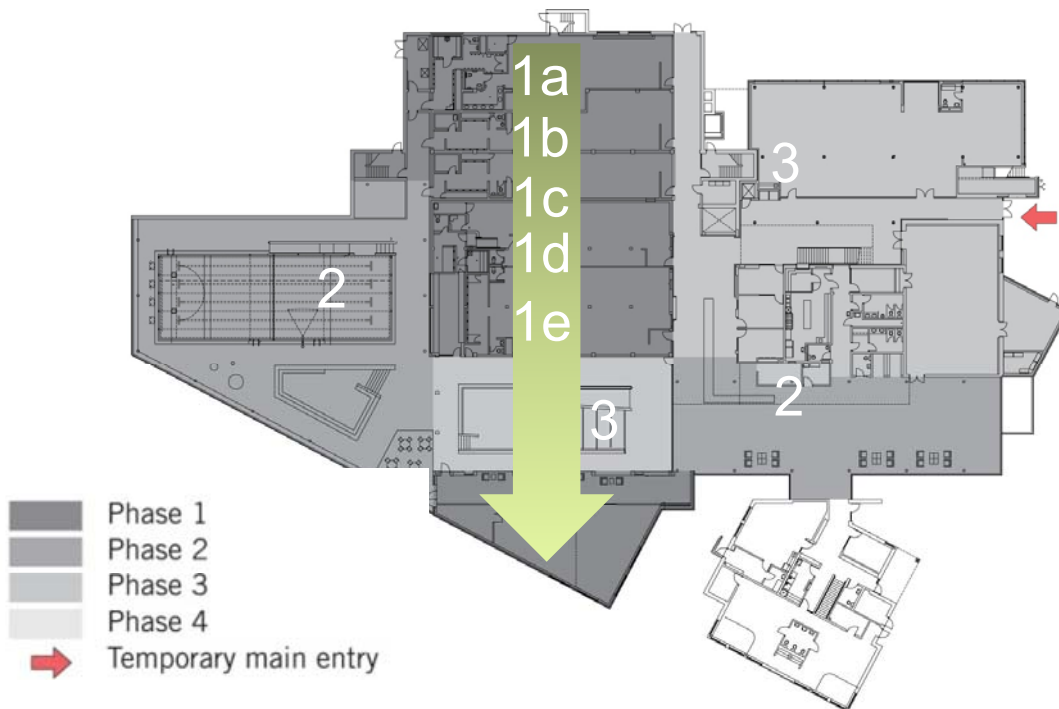 1a
1b
3
1c
1d
2
1e
2
3
Phase 1
Phase 2
Phase 3
Phase 4
Temporary main entry